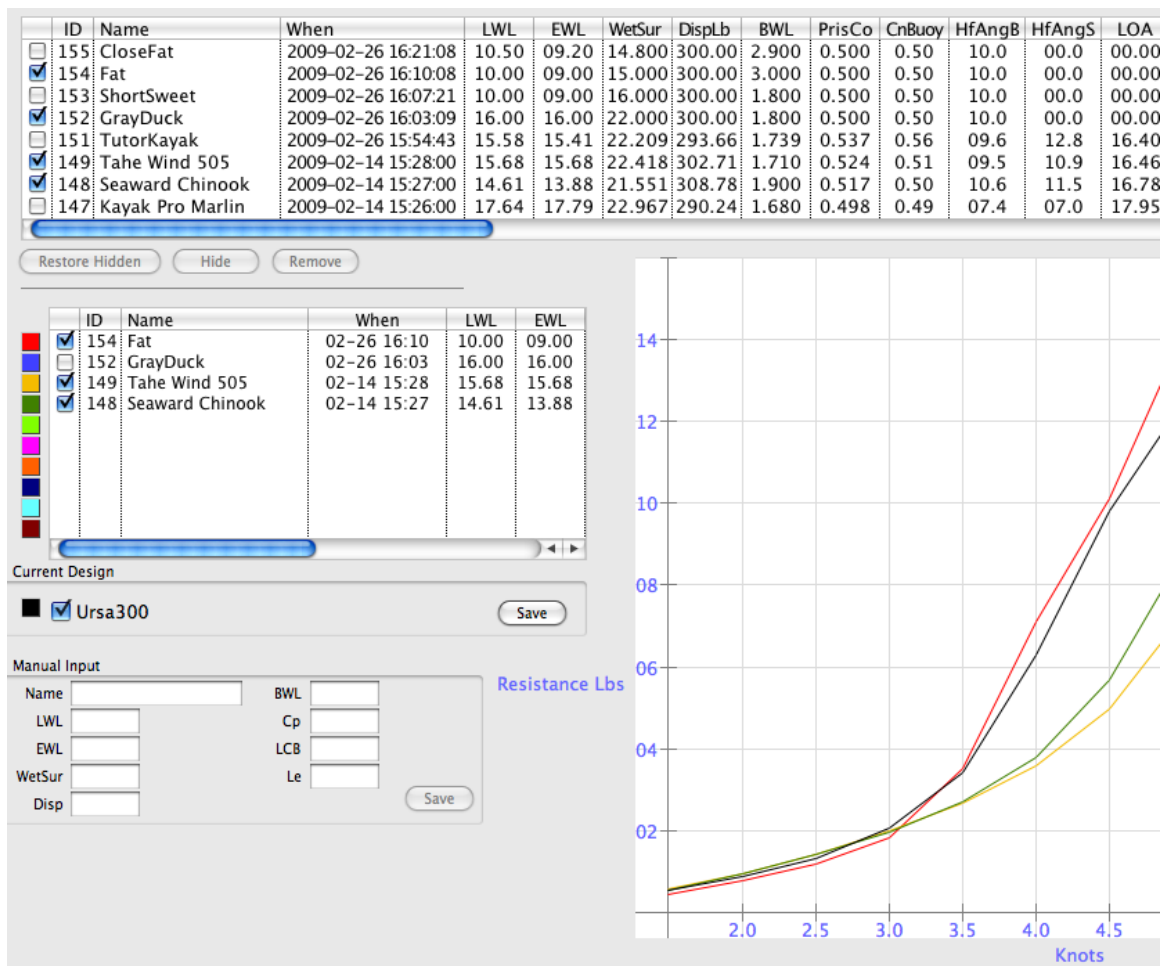 ID Name When LWL EWL WetSur DispLb BWL PrisCo CnBuoy HfAngB HfAngS LOA
155 CloseFat 2009-02-26 16:21:08 10.50 09.20 14.800 300.00 2.900 0.500 0.50 10.0 00.0 00.00
154 Fat 2009-02-26 16:10:08 10.00 09.00 15.000 300.00 3.000 0.500 0.50 10.0 00.0 00.00
153 ShortSweet 2009-02-26 16:07:21 10.00 09.00 16.000 300.00 1.800 0.500 0.50 10.0 00.0 00.00
152 GrayDuck 2009-02-26 16:03:09 16.00 16.00 22.000 300.00 1.800 0.500 0.50 10.0 00.0 00.00
151 TutorKayak 2009-02-26 15:54:43 15.58 15.41 22.209 293.66 1.739 0.537 0.56 09.6 12.8 16.40
149 Tahe Wind 505 2009-02-14 15:28:00 15.68 15.68 22.418 302.71 1.710 0.524 0.51 09.5 10.9 16.46
148 Seaward Chinook 2009-02-14 15:27:00 14.61 13.88 21.551 308.78 1.900 0.517 0.50 10.6 11.5 16.78
147 Kayak Pro Marlin 2009-02-14 15:26:00 17.64 17.79 22.967 290.24 1.680 0.498 0.49 07.4 07.0 17.95
Restore Hidden Hide Remove
ID Name When LWL EWL
154 Fat 02-26 16:10 10.00 09.00
152 GrayDuck 02-26 16:03 16.00 16.00
149 Tahe Wind 505 02-14 15:28 15.68 15.68
148 Seaward Chinook 02-14 15:27 14.61 13.88
Current Design
Ursa300 Save
Manual Input
Name BWL
LWL Cp
EWL LCB
WetSur Le
Disp Save
Resistance Lbs
14
12
10
08
06
04
02
2.0 2.5 3.0 3.5 4.0 4.5
Knots